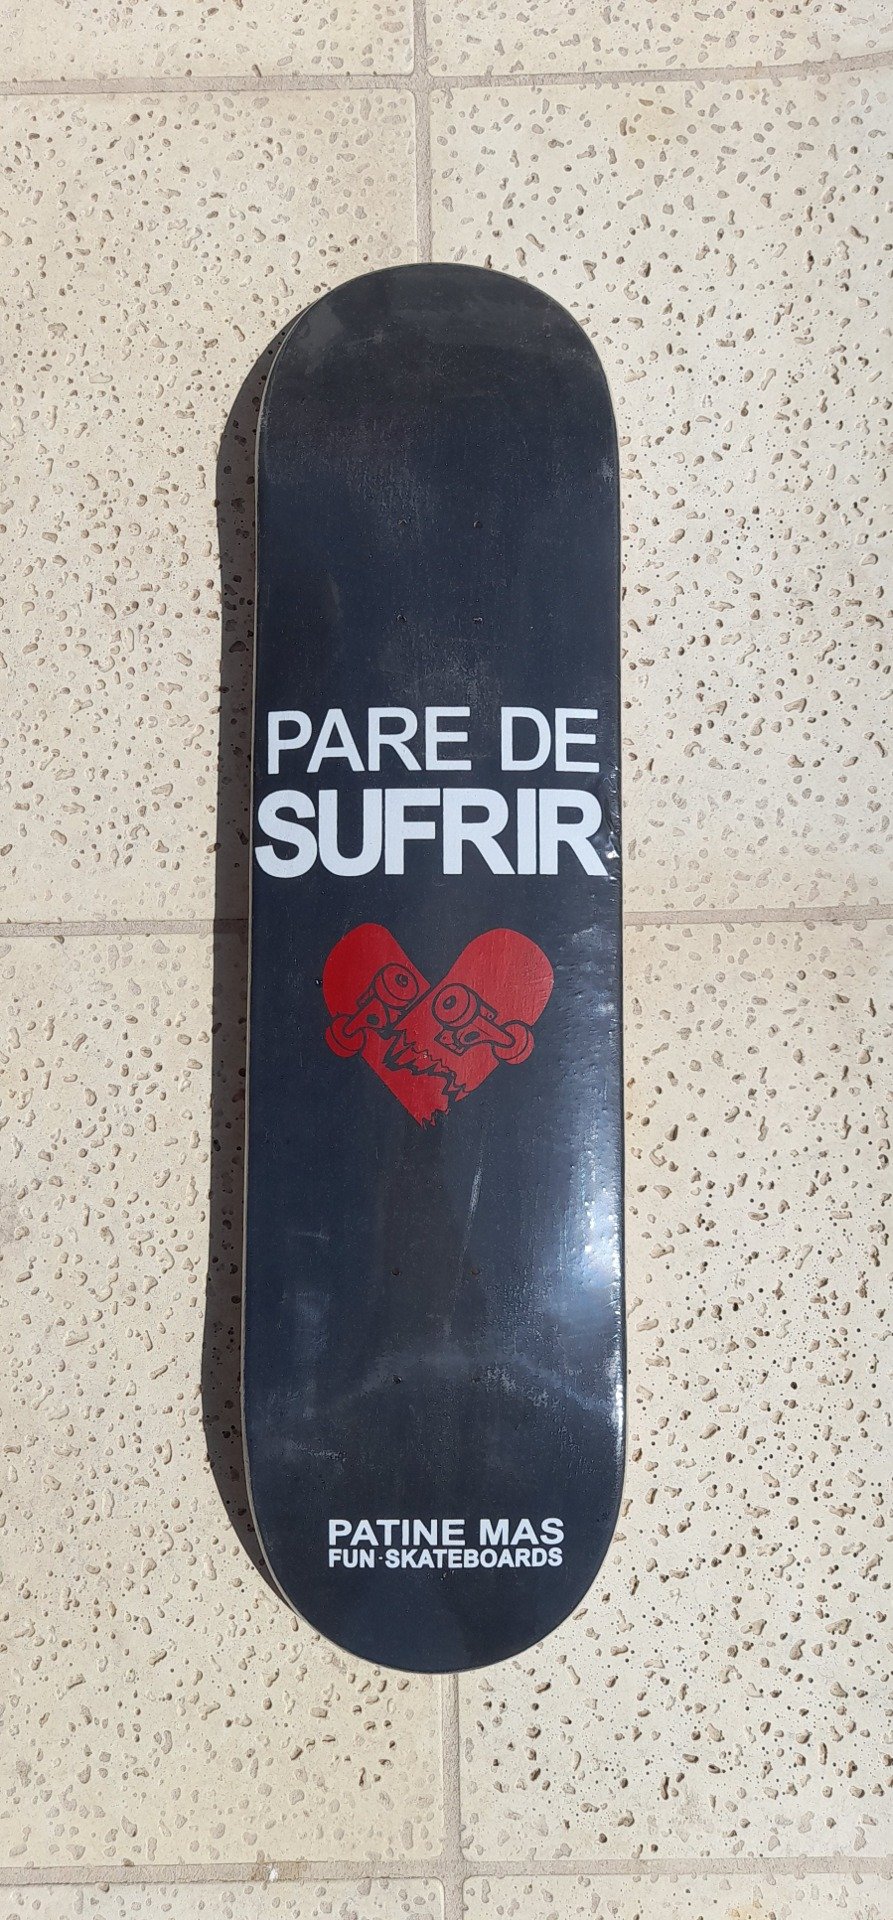 PARE DE
SUFRIR
PATINE MAS
FUN·SKATEBOARDS